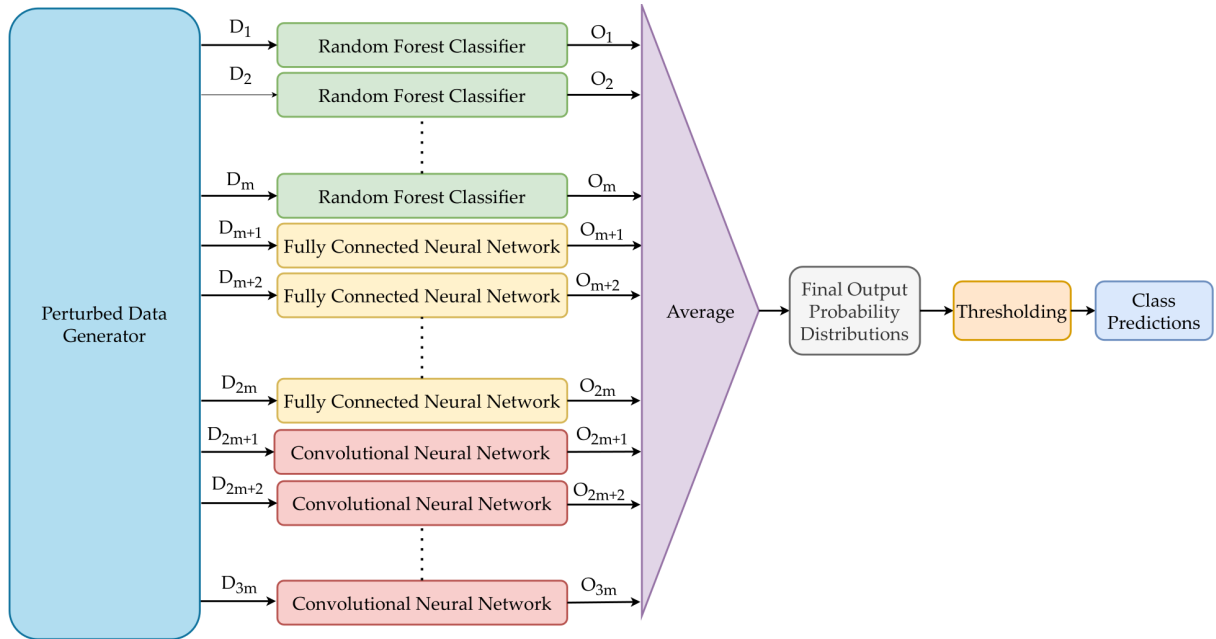 D1
Random Forest Classifier
O1
D2
Random Forest Classifier
O2
Dm
Random Forest Classifier
Om
Dm+1
Fully Connected Neural Network
Om+1
Dm+2
Fully Connected Neural Network
Om+2
Perturbed Data
Generator
Average
Final Output
Probability
Distributions
Thresholding
Class
Predictions
D2m
Fully Connected Neural Network
O2m
D2m+1
Convolutional Neural Network
O2m+1
D2m+2
Convolutional Neural Network
O2m+2
D3m
Convolutional Neural Network
O3m